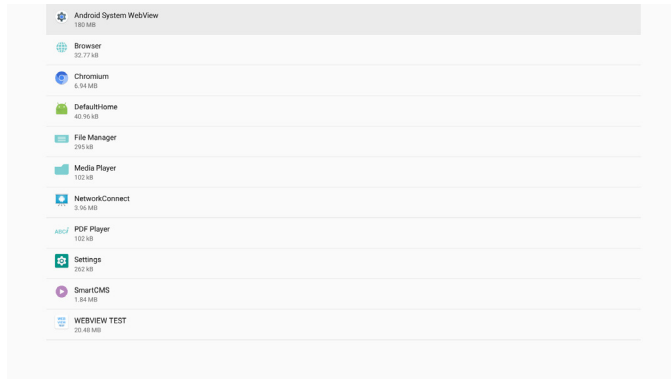 Android System WebView
180 MB
Browser
32.77 kB
Chromium
6.94 MB
DefaultHome
40.96 kB
File Manager
295 kB
Media Player
102 kB
NetworkConnect
3.96 MB
PDF Player
102 kB
Settings
262 kB
SmartCMS
1.84 MB
WEBVIEW TEST
20.48 MB